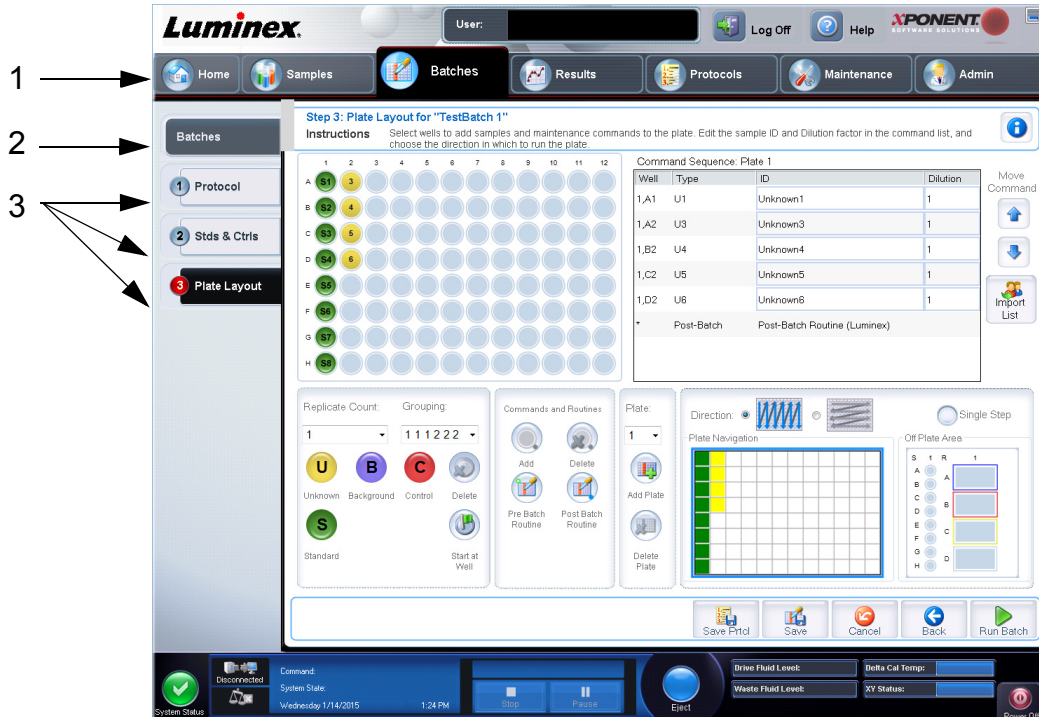 Luminex.
User:
Log Off
Help
XPONENT.
SOFTWARE SOLUTIONS
1
Home
Samples
Batches
Results
Protocols
Maintenance
Admin
2
Batches
3
1 Protocol
2 Stds & Ctrls
3 Plate Layout
Step 3: Plate Layout for "TestBatch 1"
Instructions Select wells to add samples and maintenance commands to the plate. Edit the sample ID and Dilution factor in the command list, and
choose the direction in which to run the plate.
1 2 3 4 5 6 7 8 9 10 11 12
A S1 3
B S2 4
C S3 5
D S4 6
E S5
F S6
G S7
H S8
Command Sequence: Plate 1
Well Type ID Dilution
1,A1 U1 Unknown1 1
1,A2 U3 Unknown3 1
1,B2 U4 Unknown4 1
1,C2 U5 Unknown5 1
1,D2 U6 Unknown6 1
* Post-Batch Post-Batch Routine (Luminex)
Move
Command
Import
List
Replicate Count: Grouping:
1 111222
U B C
Unknown Background Control Delete
S
Standard Start at
Well
Commands and Routines
Add Delete
Pre Batch
Routine
Post Batch
Routine
Plate:
1
Add Plate
Delete
Plate
Direction:
Single Step
Plate Navigation
Off Plate Area
S 1 R 1
A
B
C
D
E
F
G
H
A
B
C
D
Save Prtcl
Save
Cancel
Back
Run Batch
System Status
Disconnected
Command:
System State:
Wednesday 1/14/2015 1:24 PM
Stop
Pause
Eject
Drive Fluid Level:
Waste Fluid Level:
Delta Cal Temp:
XY Status:
Power Off